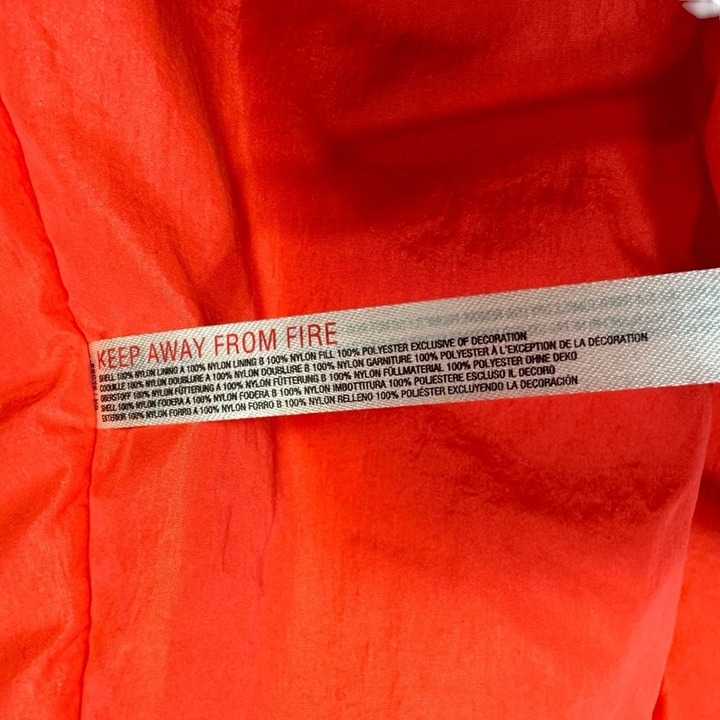 KEEP AWAY FROM FIRE
SHELL 100% NYLON LINING A 100% NYLON LINING B 100% NYLON FILL 100% POLYESTER EXCLUSIVE OF DECORATION
COQUILLE 100% NYLON DOUBLURE A 100% NYLON DOUBLURE B 100% NYLON GARNITURE 100% POLYESTER À L'EXCEPTION DE LA DÉCORATION
OBERSTOFF 100% NYLON FÜTTERUNG A 100% NYLON FÜTTERUNG B 100% NYLON FÜLLMATERIAL 100% POLYESTER OHNE DEKO
SHELL 100% NYLON FODERA A 100% NYLON FODERA B 100% NYLON IMBOTTITURA 100% POLIESTERE ESCLUSO IL DECORO
EXTERIOR 100% NYLON FORRO A 100% NYLON FORRO B 100% NYLON RELLENO 100% POLIÉSTER EXCLUYENDO LA DECORACIÓN